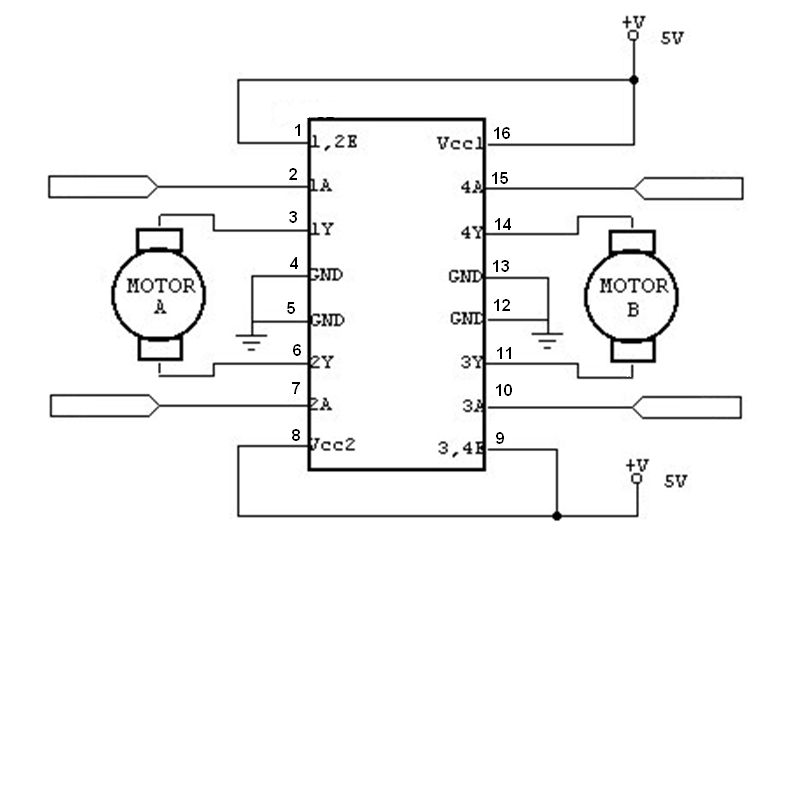 +V
5V
1
1,2E
Vcc1
16
2
1A
4A
15
3
1Y
4Y
14
4
GND
GND
13
MOTOR
A
MOTOR
B
5
GND
GND
12
6
2Y
3Y
11
7
2A
3A
10
8
Vcc2
3,4E
9
+V
5V